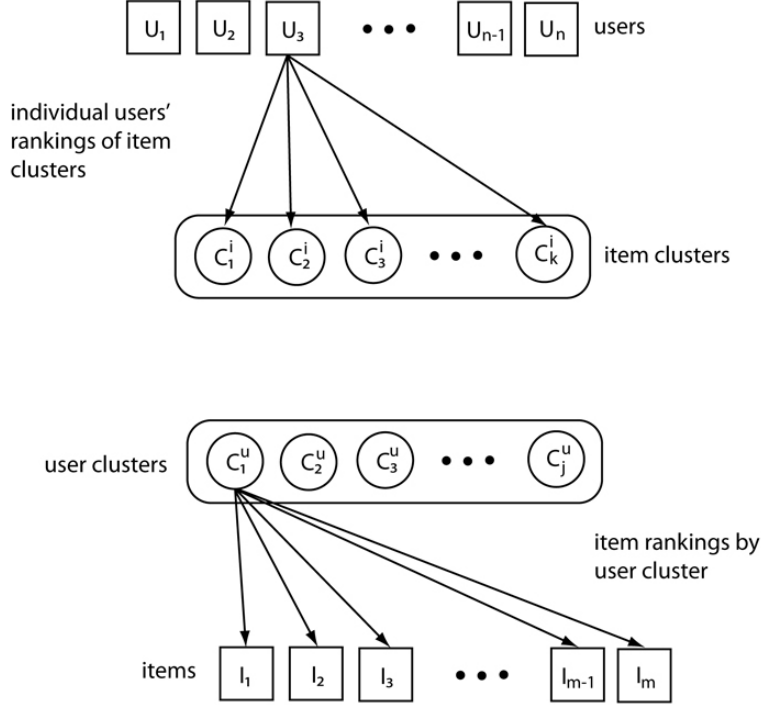 U₁ U₂ U₃ • • • Uₙ₋₁ Uₙ users
individual users’
rankings of item
clusters
C₁ⁱ C₂ⁱ C₃ⁱ • • • Cₖⁱ item clusters
user clusters C₁ᵘ C₂ᵘ C₃ᵘ • • • Cⱼᵘ
item rankings by
user cluster
items I₁ I₂ I₃ • • • Iₘ₋₁ Iₘ